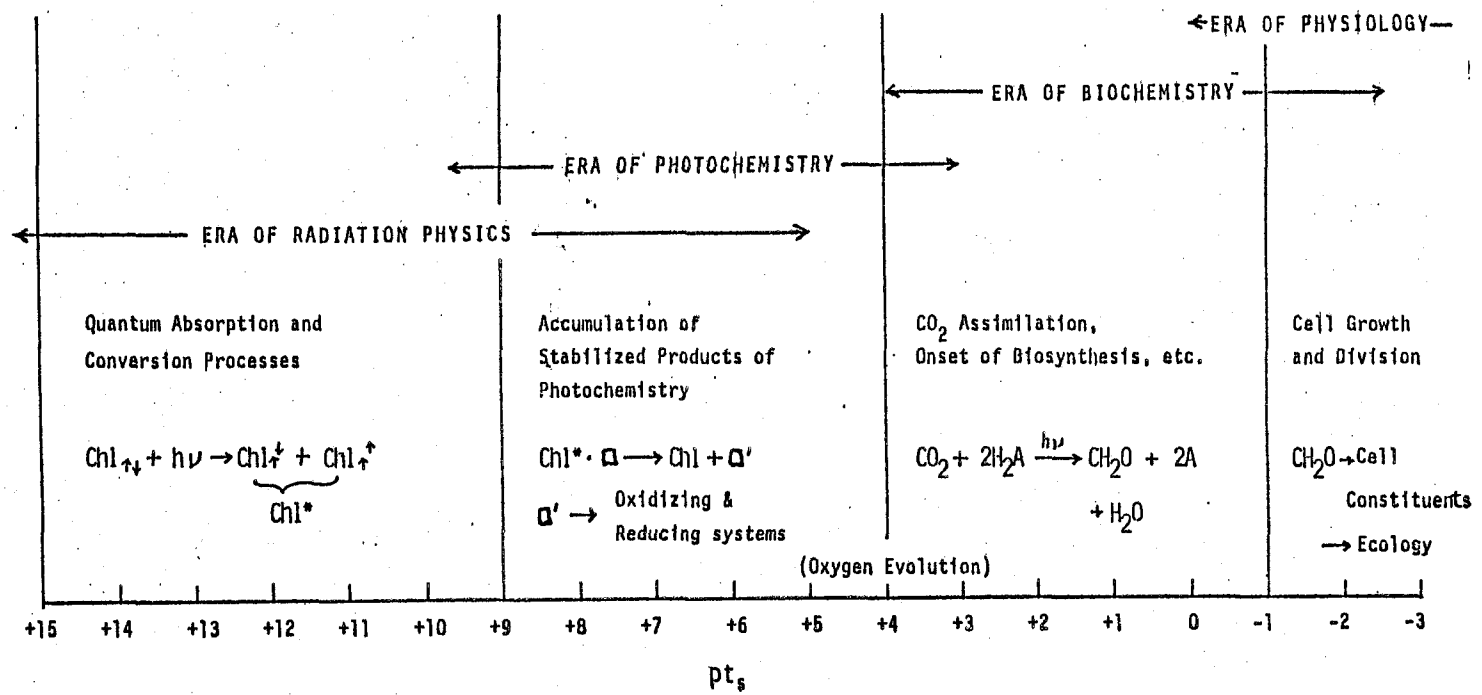 ←ERA OF PHYSIOLOGY—
←— ERA OF BIOCHEMISTRY —→
←— ERA OF PHOTOCHEMISTRY —→
←— ERA OF RADIATION PHYSICS —→
Quantum Absorption and
Conversion Processes
Chl↑↓ + hν → Chl↑↓ + Chl↑↑
Chl*
Accumulation of
Stabilized Products of
Photochemistry
Chl*·□ → Chl + □'
□' → Oxidizing &
Reducing systems
(Oxygen Evolution)
CO₂ Assimilation,
Onset of Biosynthesis, etc.
CO₂ + 2H₂A —hν→ CH₂O + 2A
+ H₂O
Cell Growth
and Division
CH₂O → Cell
Constituents
→ Ecology
+15 +14 +13 +12 +11 +10 +9 +8 +7 +6 +5 +4 +3 +2 +1 0 -1 -2 -3
ptₛ